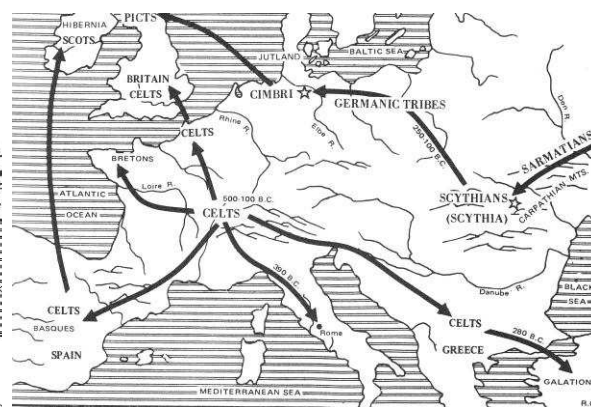 HIBERNIA
SCOTS
PICTS
JUTLAND
BALTIC SEA
BRITAIN
CELTS
CIMBRI
GERMANIC TRIBES
Don R.
CELTS
Rhine R.
Elbe R.
250-100 B.C.
SARMATIANS
BRETONS
Loire R.
ATLANTIC
OCEAN
500-100 B.C.
CELTS
SCYTHIANS
(SCYTHIA)
CARPATHIAN MTS.
390 B.C.
Danube R.
BLACK
SEA
CELTS
BASQUES
SPAIN
Rome
CELTS
GREECE
280 B.C.
GALATION
MEDITERRANEAN SEA